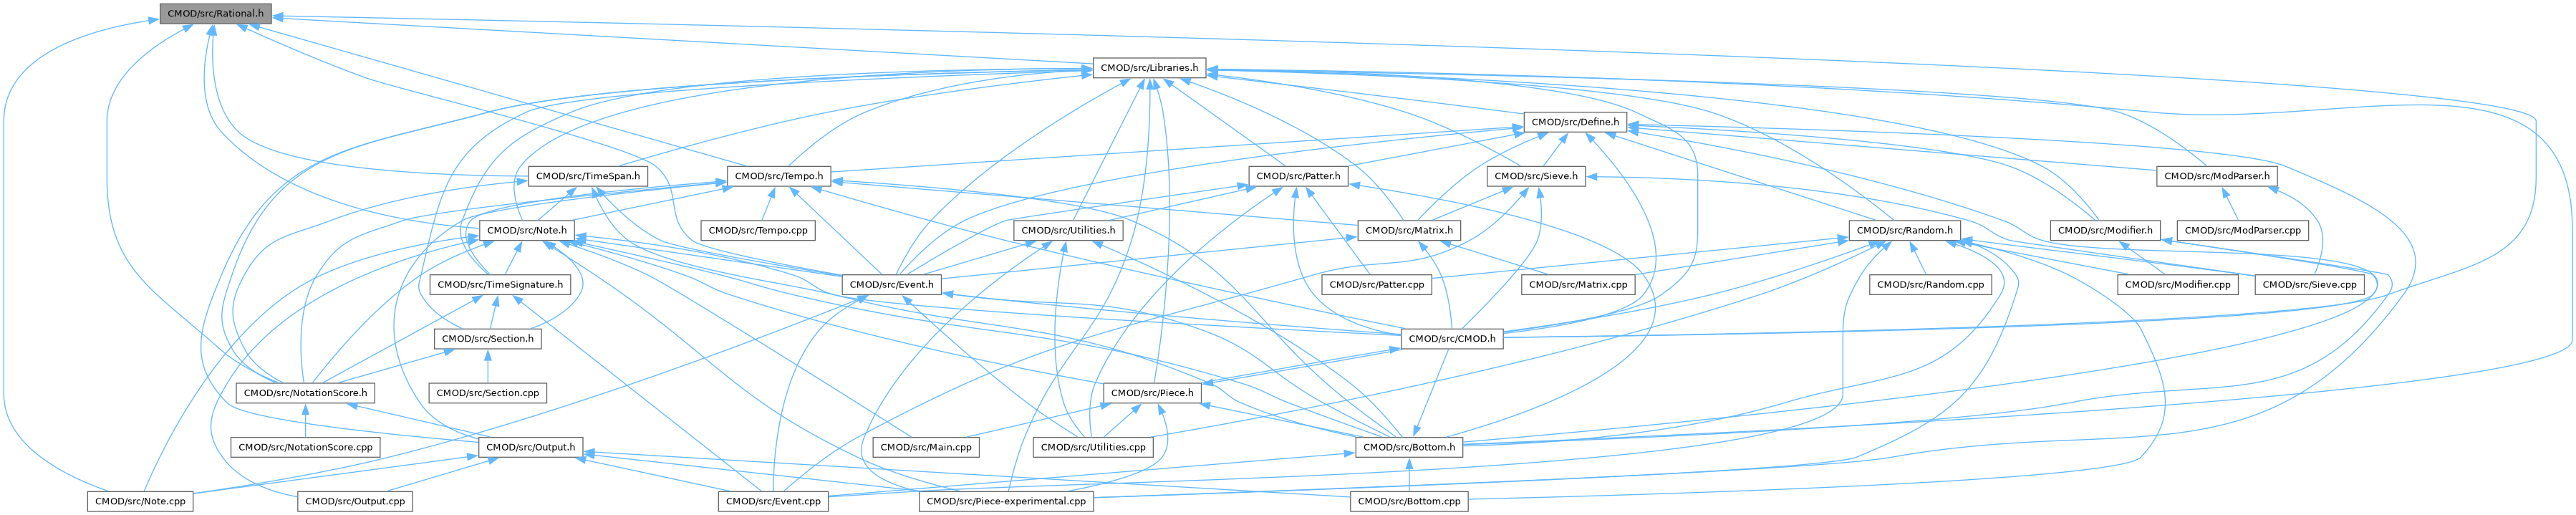 CMOD/src/Rational.h
CMOD/src/Libraries.h
CMOD/src/Define.h
CMOD/src/TimeSpan.h
CMOD/src/Tempo.h
CMOD/src/Patter.h
CMOD/src/Sieve.h
CMOD/src/ModParser.h
CMOD/src/Note.h
CMOD/src/Tempo.cpp
CMOD/src/Utilities.h
CMOD/src/Matrix.h
CMOD/src/Random.h
CMOD/src/Modifier.h
CMOD/src/ModParser.cpp
CMOD/src/TimeSignature.h
CMOD/src/Event.h
CMOD/src/Patter.cpp
CMOD/src/Matrix.cpp
CMOD/src/Random.cpp
CMOD/src/Modifier.cpp
CMOD/src/Sieve.cpp
CMOD/src/Section.h
CMOD/src/CMOD.h
CMOD/src/NotationScore.h
CMOD/src/Section.cpp
CMOD/src/Piece.h
CMOD/src/NotationScore.cpp
CMOD/src/Output.h
CMOD/src/Main.cpp
CMOD/src/Utilities.cpp
CMOD/src/Bottom.h
CMOD/src/Note.cpp
CMOD/src/Output.cpp
CMOD/src/Event.cpp
CMOD/src/Piece-experimental.cpp
CMOD/src/Bottom.cpp